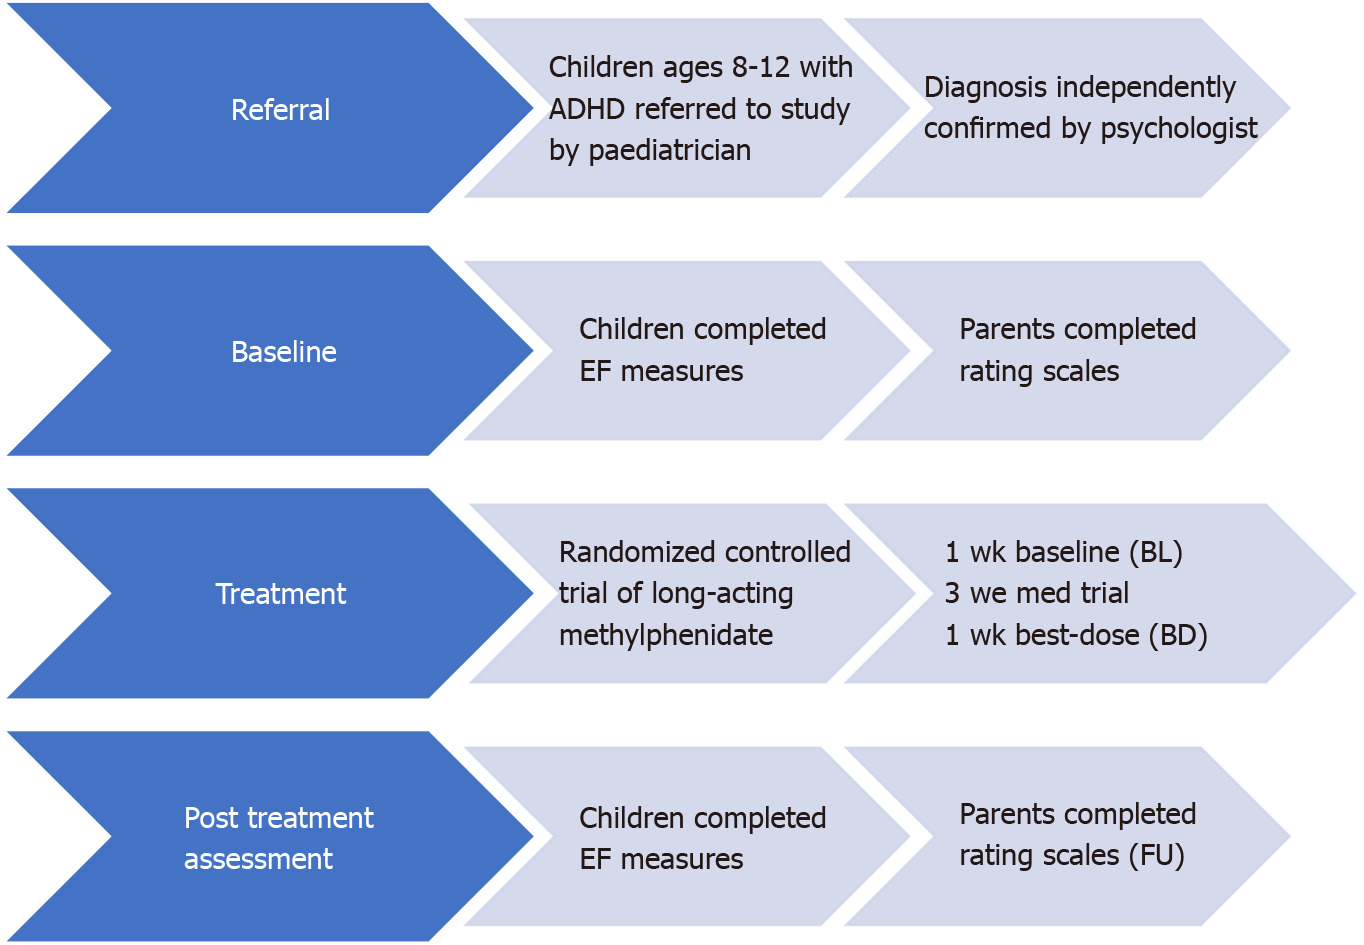 Referral
Children ages 8-12 with
ADHD referred to study
by paediatrician
Diagnosis independently
confirmed by psychologist
Baseline
Children completed
EF measures
Parents completed
rating scales
Treatment
Randomized controlled
trial of long-acting
methylphenidate
1 wk baseline (BL)
3 we med trial
1 wk best-dose (BD)
Post treatment
assessment
Children completed
EF measures
Parents completed
rating scales (FU)